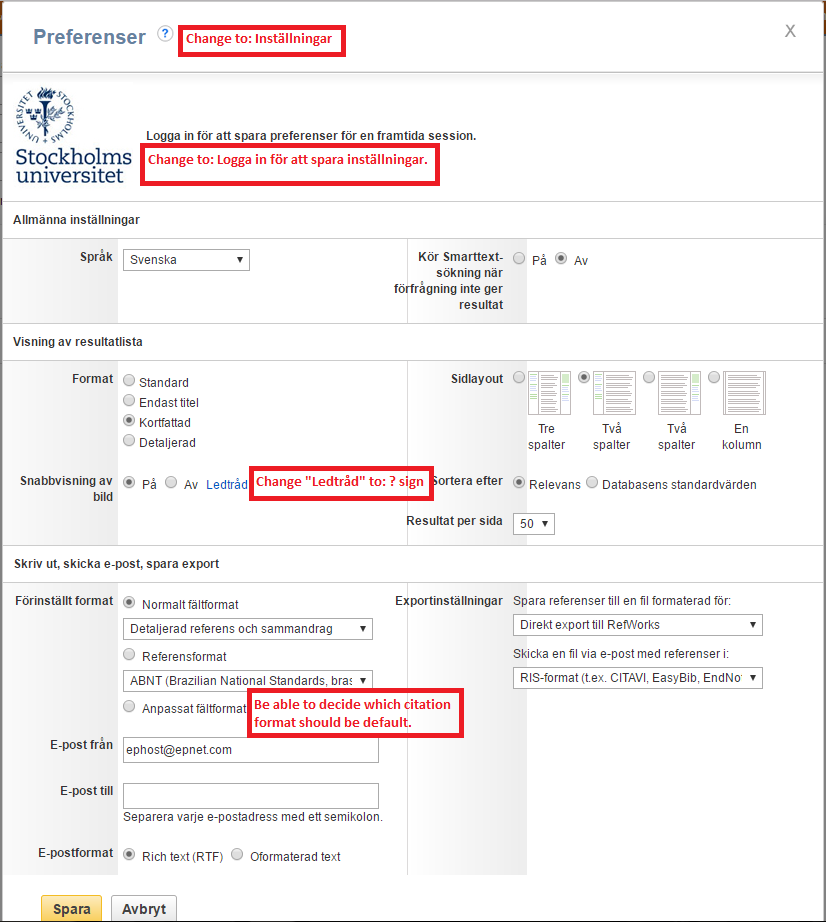 Preferenser ? Change to: Inställningar X
STOCKHOLMS UNIVERSITET
Stockholms
universitet
Logga in för att spara preferenser för en framtida session.
Change to: Logga in för att spara inställningar.
Allmänna inställningar
Språk Svenska
Kör Smarttext-
sökning när
förfrågning inte ger
resultat
På Av
Visning av resultatlista
Format
Standard
Endast titel
Kortfattad
Detaljerad
Sidlayout
Tre
spalter
Två
spalter
Två
spalter
En
kolumn
Snabbvisning av
bild
På Av Ledtråd
Change "Ledtråd" to: ? sign
Sortera efter Relevans Databasens standardvärden
Resultat per sida 50
Skriv ut, skicka e-post, spara export
Förinställt format Normalt fältformat
Detaljerad referens och sammandrag
Referensformat
ABNT (Brazilian National Standards, bras
Anpassat fältformat
Be able to decide which citation
format should be default.
Exportinställningar Spara referenser till en fil formaterad för:
Direkt export till RefWorks
Skicka en fil via e-post med referenser i:
RIS-format (t.ex. CITAVI, EasyBib, EndNot
E-post från ephost@epnet.com
E-post till
Separera varje e-postadress med ett semikolon.
E-postformat Rich text (RTF) Oformaterad text
Spara Avbryt